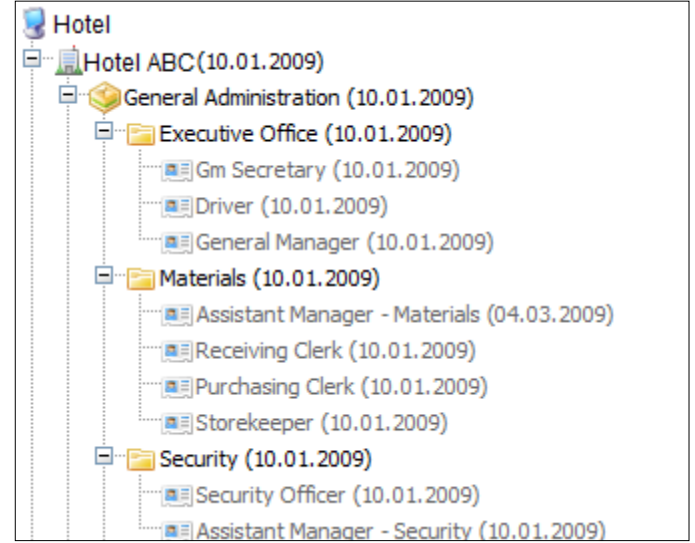 Hotel
Hotel ABC(10.01.2009)
General Administration (10.01.2009)
Executive Office (10.01.2009)
Gm Secretary (10.01.2009)
Driver (10.01.2009)
General Manager (10.01.2009)
Materials (10.01.2009)
Assistant Manager - Materials (04.03.2009)
Receiving Clerk (10.01.2009)
Purchasing Clerk (10.01.2009)
Storekeeper (10.01.2009)
Security (10.01.2009)
Security Officer (10.01.2009)
Assistant Manager - Security (10.01.2009)